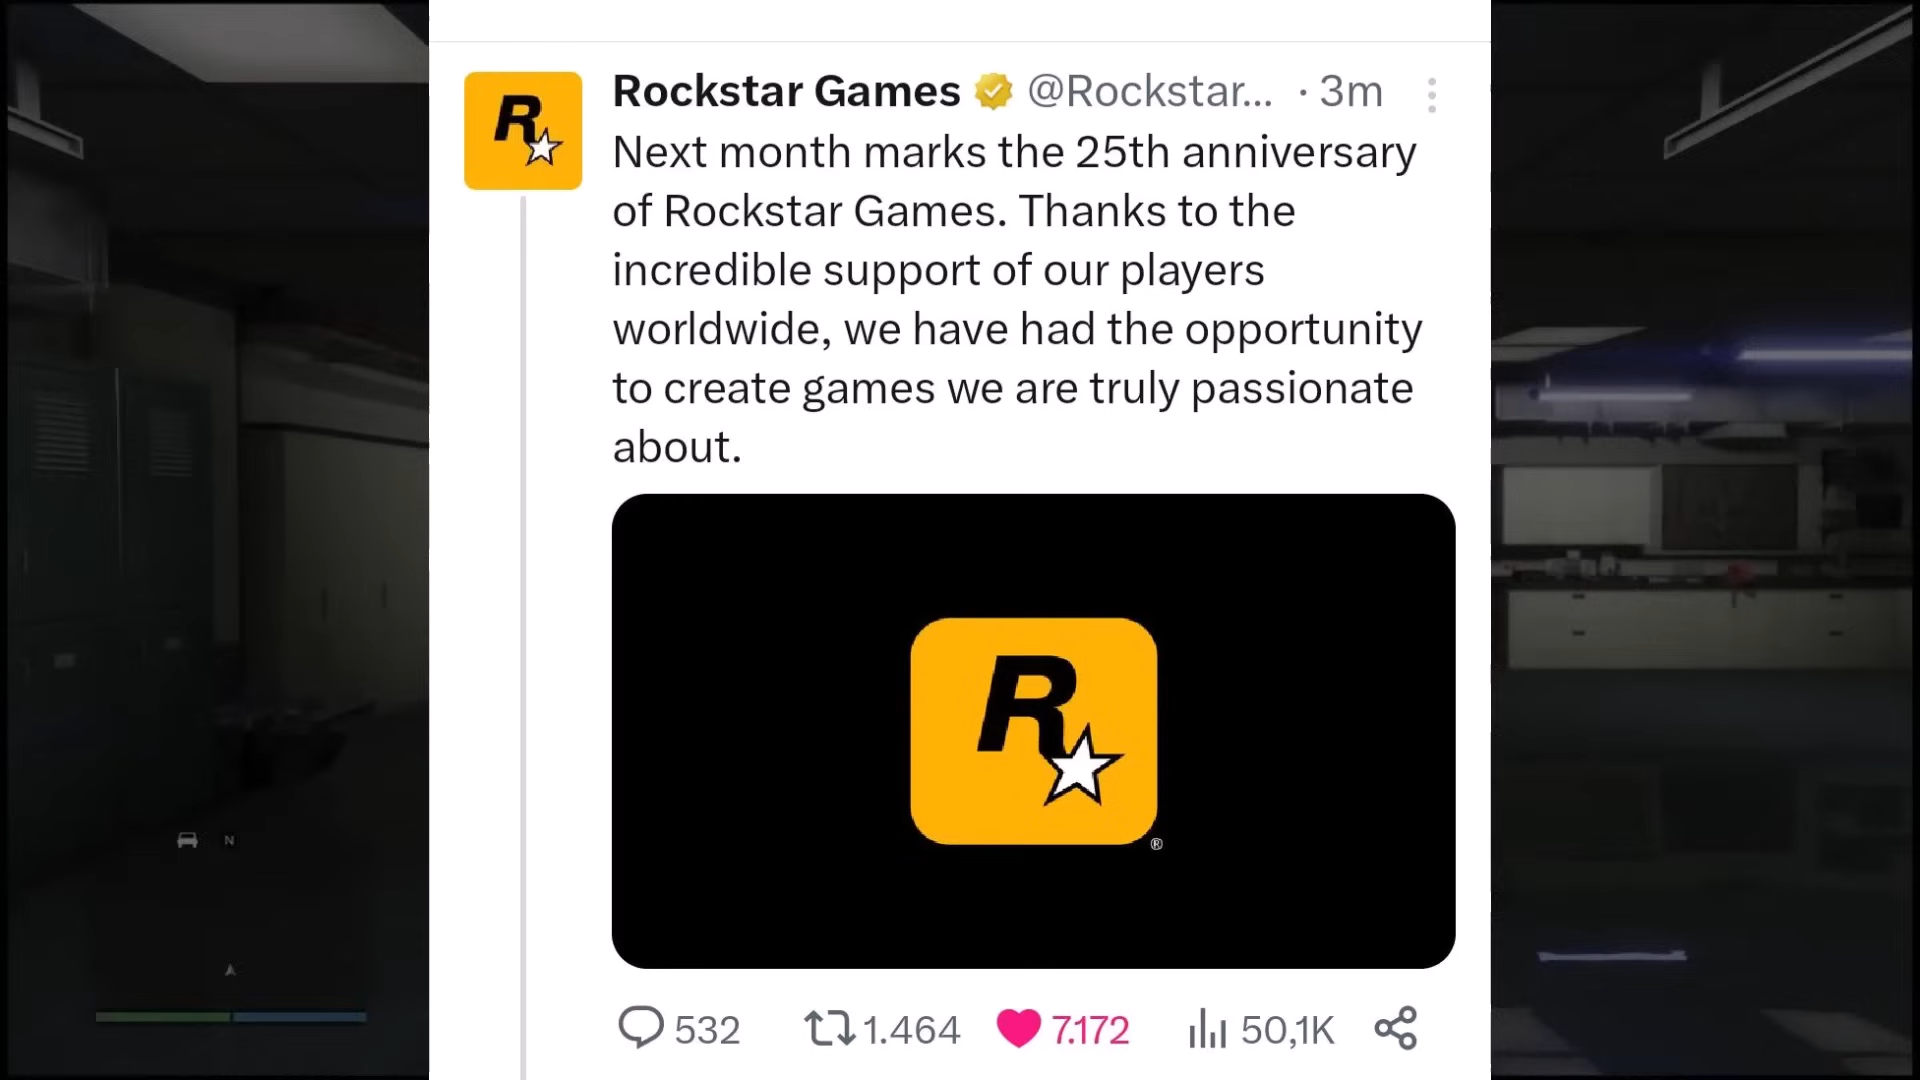 Rockstar Games @Rockstar... · 3m
Next month marks the 25th anniversary
of Rockstar Games. Thanks to the
incredible support of our players
worldwide, we have had the opportunity
to create games we are truly passionate
about.
R
R
®
532 1.464 7.172 50,1K
N